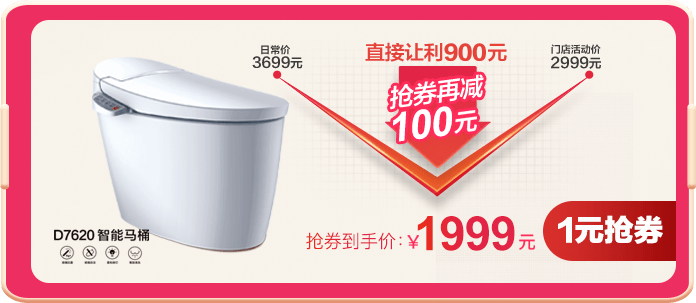 日常价
3699元
直接让利900元
门店活动价
2999元
抢券再减
100元
D7620 智能马桶
抢券到手价:¥1999元
1元抢券